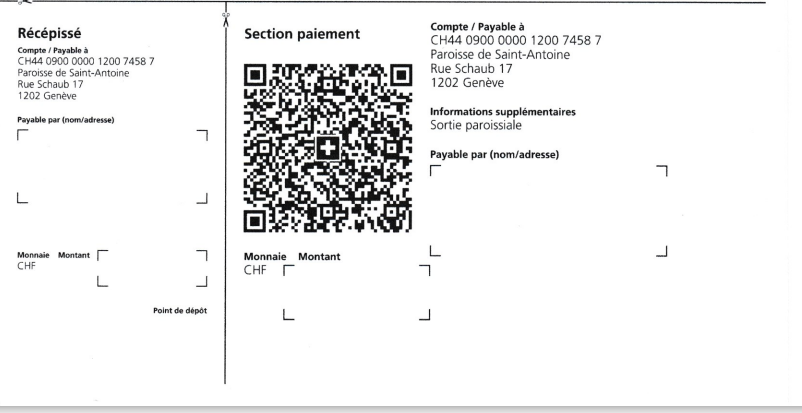 Récépissé
Compte / Payable à
CH44 0900 0000 1200 7458 7
Paroisse de Saint-Antoine
Rue Schaub 17
1202 Genève
Payable par (nom/adresse)
Monnaie Montant
CHF
Point de dépôt
Section paiement
Monnaie Montant
CHF
Compte / Payable à
CH44 0900 0000 1200 7458 7
Paroisse de Saint-Antoine
Rue Schaub 17
1202 Genève
Informations supplémentaires
Sortie paroissiale
Payable par (nom/adresse)